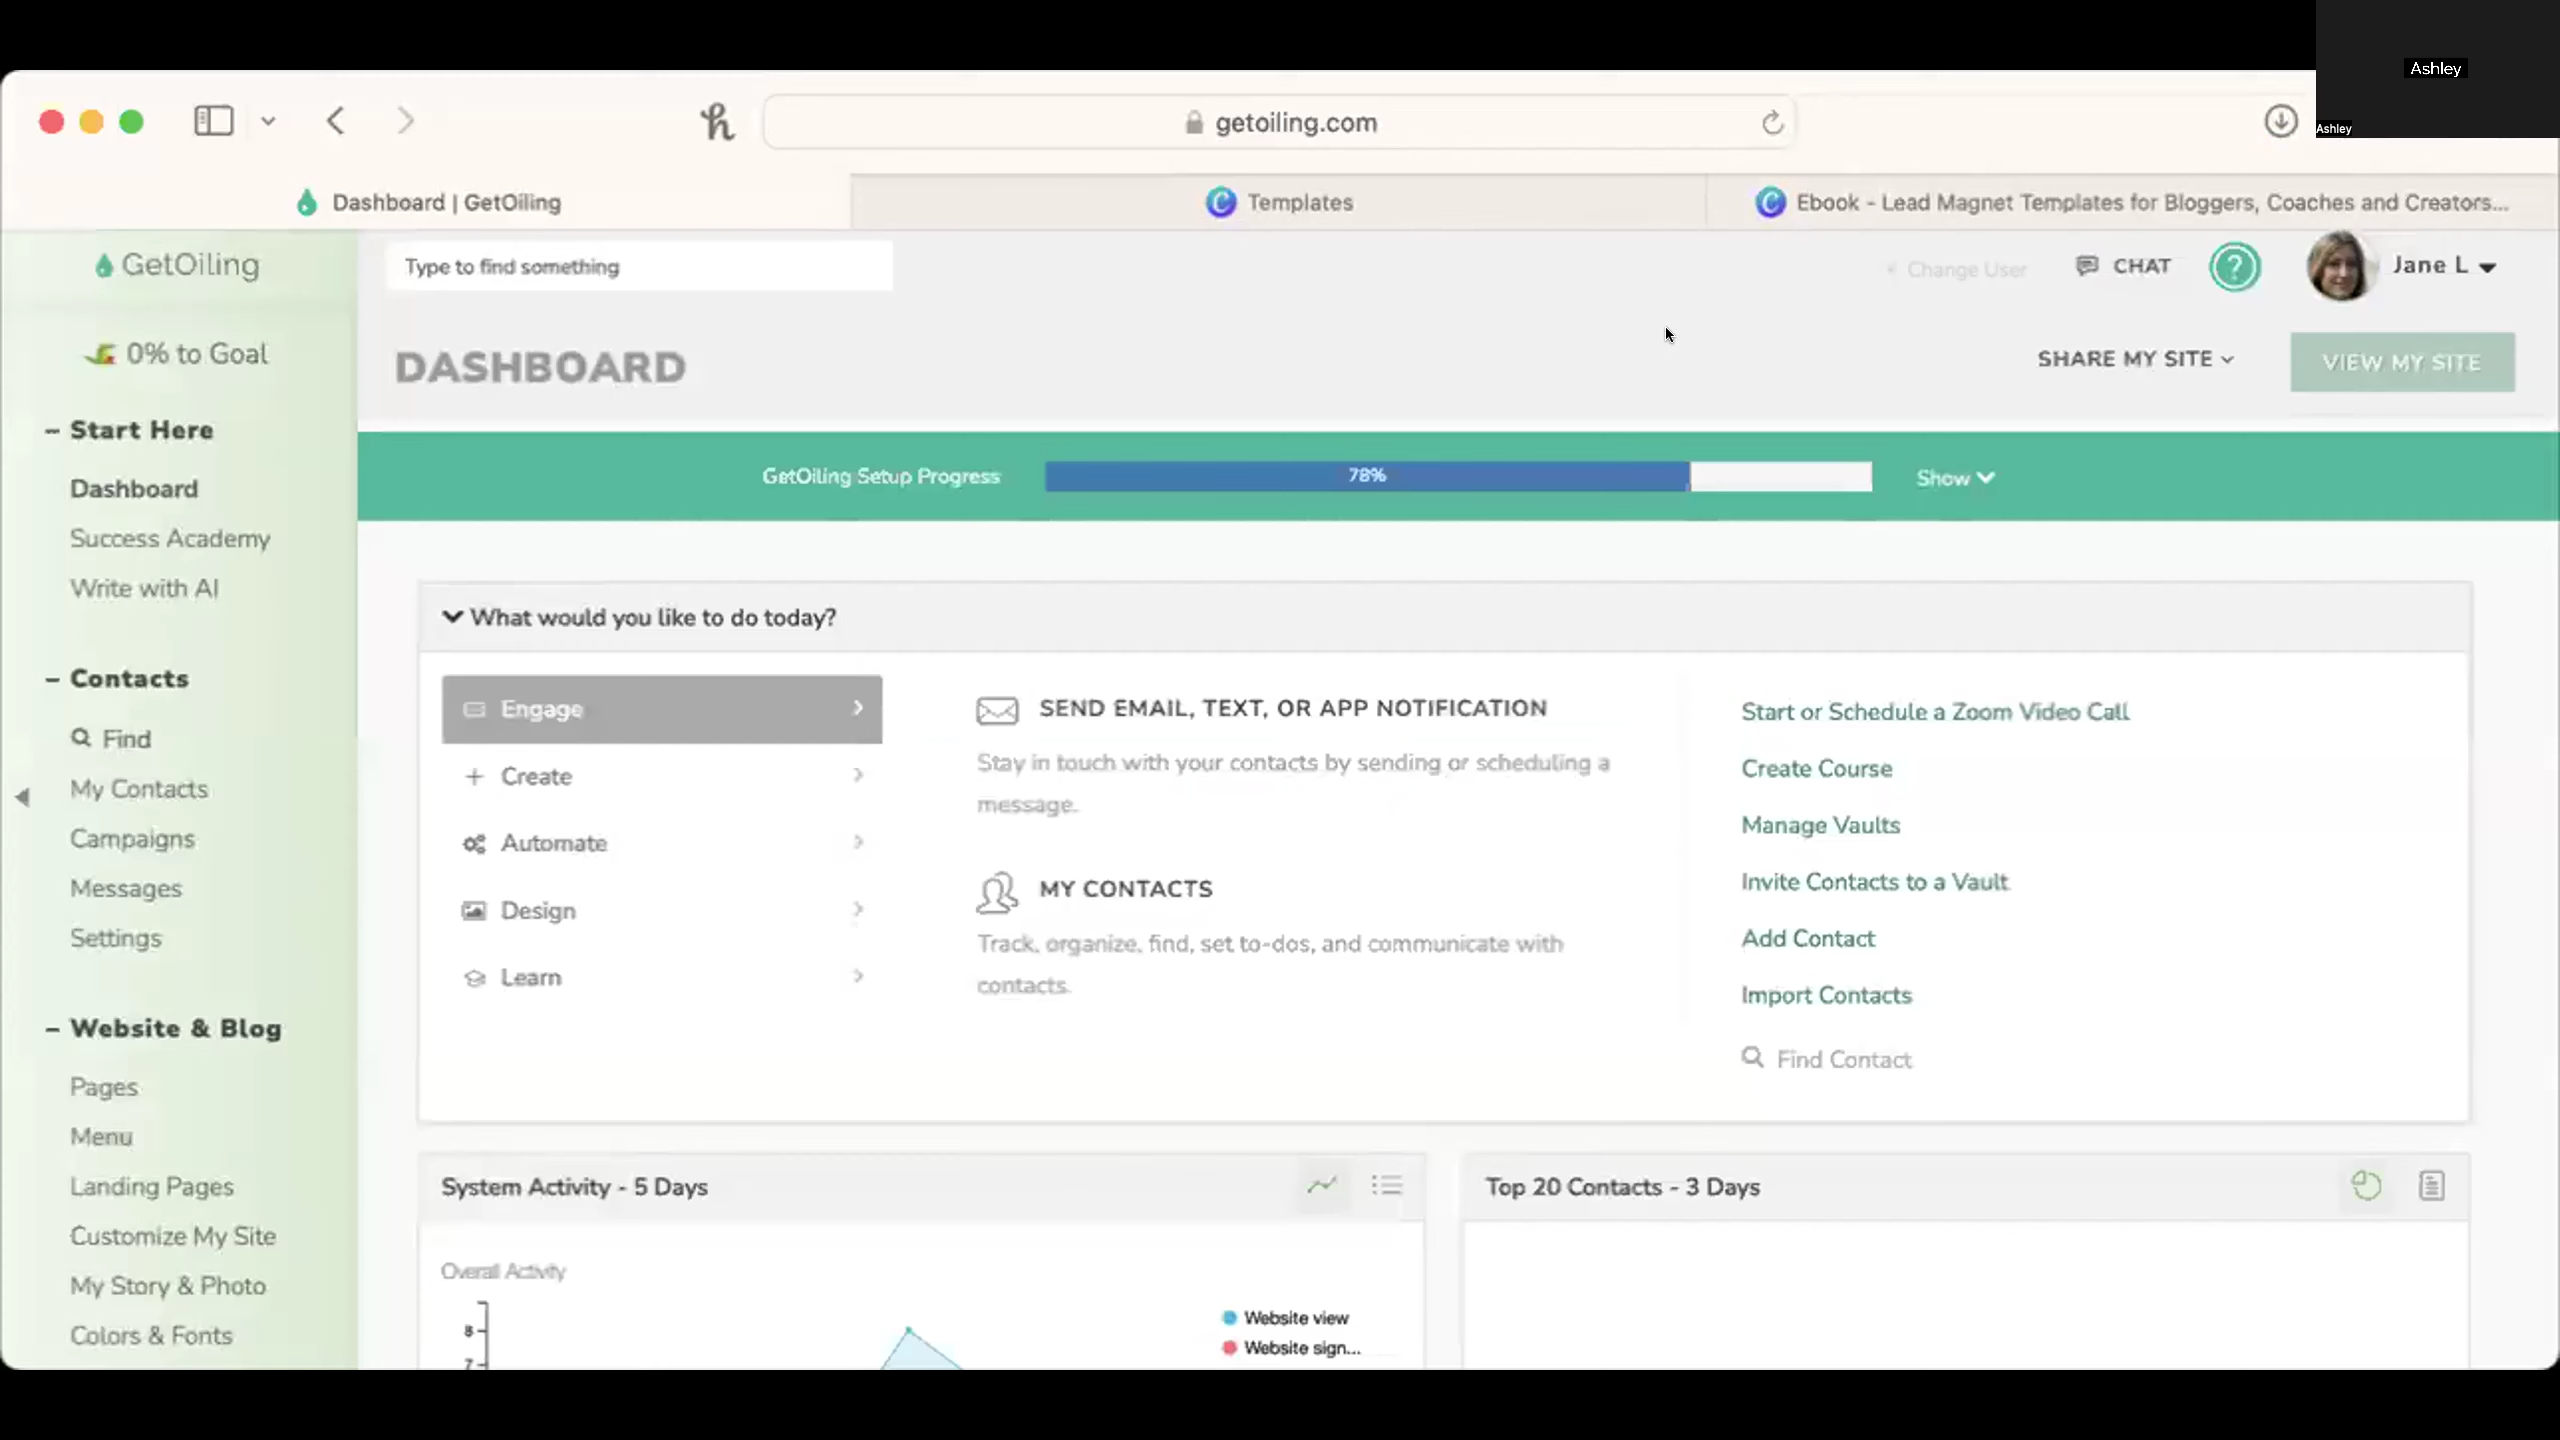 Ashley
Ashley
getoiling.com
Dashboard | GetOiling
Templates
Ebook - Lead Magnet Templates for Bloggers, Coaches and Creators...
GetOiling
Type to find something
Change User
CHAT
?
Jane L
0% to Goal
DASHBOARD
SHARE MY SITE
VIEW MY SITE
– Start Here
Dashboard
Success Academy
Write with AI
GetOiling Setup Progress
78%
Show
What would you like to do today?
– Contacts
Find
My Contacts
Campaigns
Messages
Settings
Engage
Create
Automate
Design
Learn
SEND EMAIL, TEXT, OR APP NOTIFICATION
Stay in touch with your contacts by sending or scheduling a
message.
MY CONTACTS
Track, organize, find, set to-dos, and communicate with
contacts.
Start or Schedule a Zoom Video Call
Create Course
Manage Vaults
Invite Contacts to a Vault
Add Contact
Import Contacts
Find Contact
– Website & Blog
Pages
Menu
Landing Pages
Customize My Site
My Story & Photo
Colors & Fonts
System Activity - 5 Days
Overall Activity
8
7
Website view
Website sign...
Top 20 Contacts - 3 Days